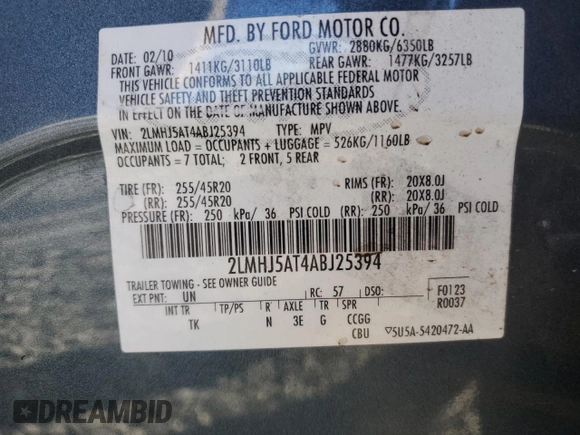 MFD. BY FORD MOTOR CO.
DATE: 02/10 GVWR: 2880KG/6350LB
FRONT GAWR: 1411KG/3110LB REAR GAWR: 1477KG/3257LB
THIS VEHICLE CONFORMS TO ALL APPLICABLE FEDERAL MOTOR
VEHICLE SAFETY AND THEFT PREVENTION STANDARDS
IN EFFECT ON THE DATE OF MANUFACTURE SHOWN ABOVE.
VIN: 2LMHJ5AT4ABJ25394 TYPE: MPV
MAXIMUM LOAD = OCCUPANTS + LUGGAGE = 526KG/1160LB
OCCUPANTS = 7 TOTAL; 2 FRONT, 5 REAR
TIRE (FR): 255/45R20 RIMS (FR): 20X8.0J
(RR): 255/45R20 (RR): 20X8.0J
PRESSURE (FR): 250 kPa/ 36 PSI COLD (RR): 250 kPa/ 36 PSI COLD
2LMHJ5AT4ABJ25394
TRAILER TOWING - SEE OWNER GUIDE
EXT PNT: UN RC: 57 DSO: F0123
INT TR TP/PS R AXLE TR SPR R0037
TK N 3E G CCGG
CBU ▽5U5A-5420472-AA
DREAMBID